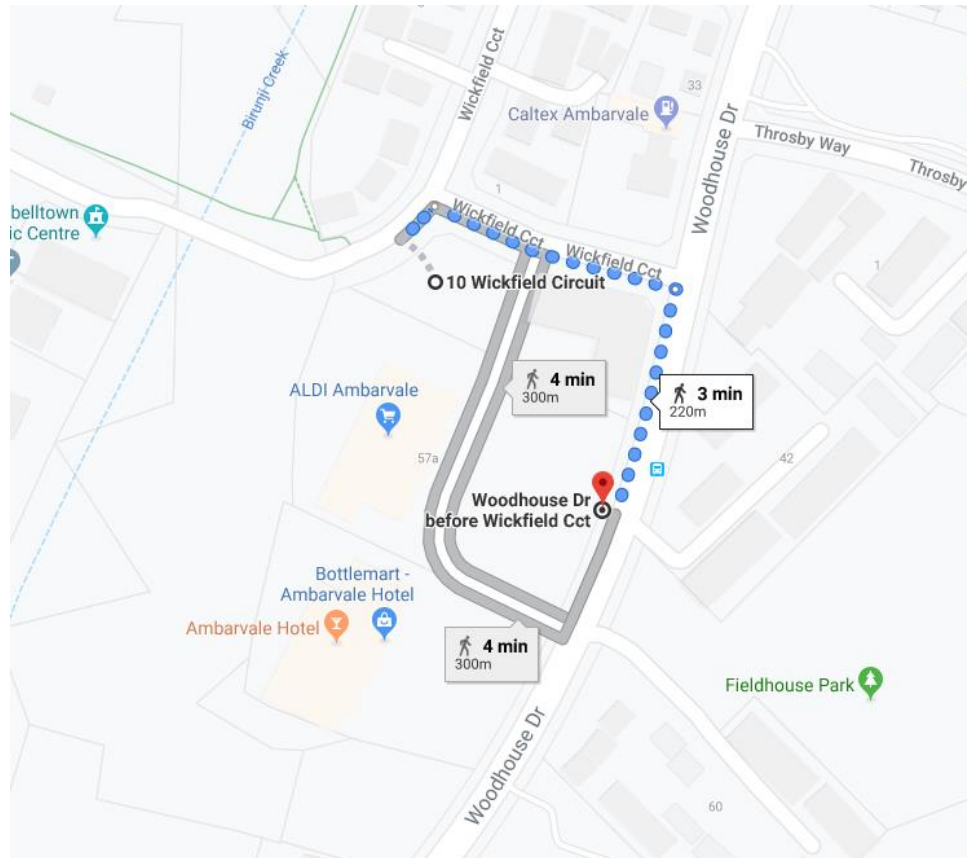 Wickfield Cct
Birunji Creek
33
Caltex Ambarvale
Woodhouse Dr
Throsby Way
Throsby
1
belltown
ic Centre
Wickfield Cct
Wickfield Cct
10 Wickfield Circuit
1
4 min
300m
3 min
220m
ALDI Ambarvale
57a
42
Woodhouse Dr
before Wickfield Cct
Bottlemart -
Ambarvale Hotel
Ambarvale Hotel
4 min
300m
Fieldhouse Park
Woodhouse Dr
60